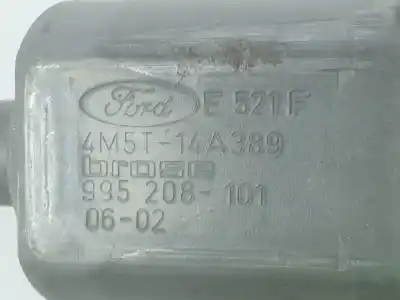 Ford E 521F
4M5T-14A389
brose
995 208-101
06-02